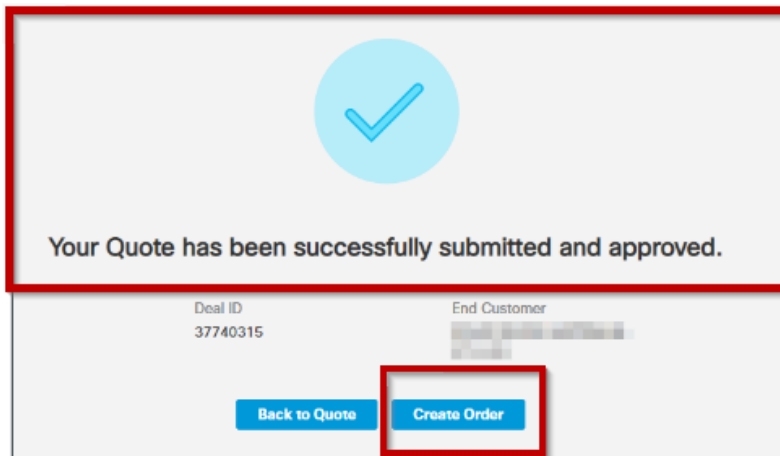 Your Quote has been successfully submitted and approved.
Deal ID
End Customer
37740315
Back to Quote
Create Order